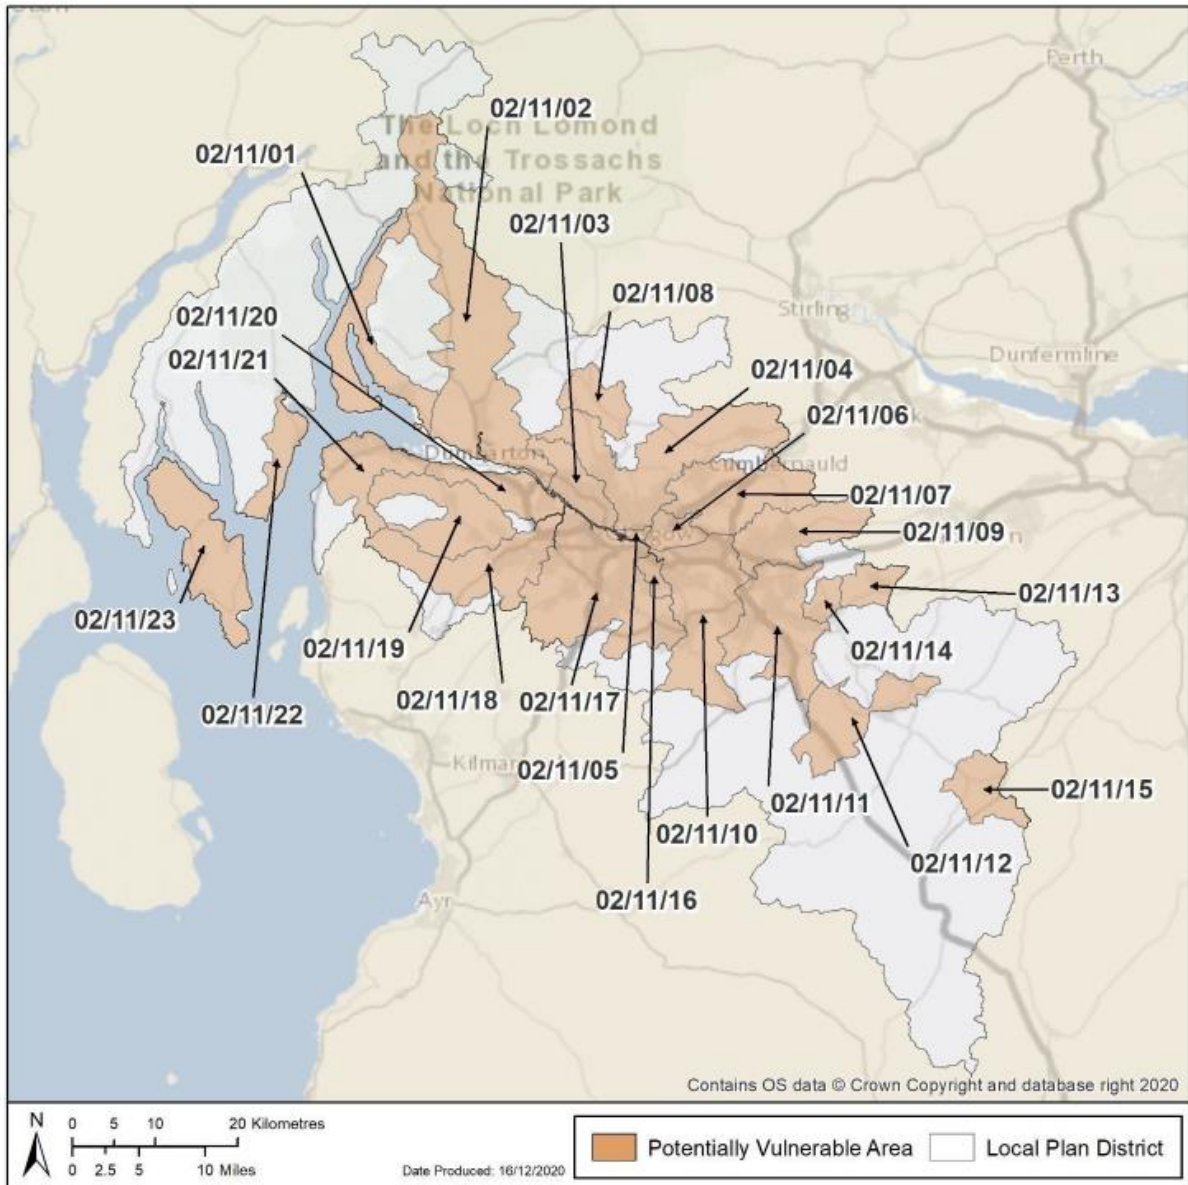 Perth
02/11/02
The Loch Lomond
and the Trossachs
National Park
02/11/01
02/11/03
02/11/08
Stirling
02/11/20
02/11/21
Dunfermline
02/11/04
02/11/06
Dumbarton
Cumbernauld
02/11/07
02/11/09
Glasgow
02/11/13
02/11/23
02/11/19
02/11/14
02/11/22
02/11/18
02/11/17
02/11/05
02/11/15
02/11/11
02/11/10
02/11/12
02/11/16
Ayr
Contains OS data © Crown Copyright and database right 2020
N
0 5 10 20 Kilometres
0 2.5 5 10 Miles
Date Produced: 16/12/2020
Potentially Vulnerable Area
Local Plan District